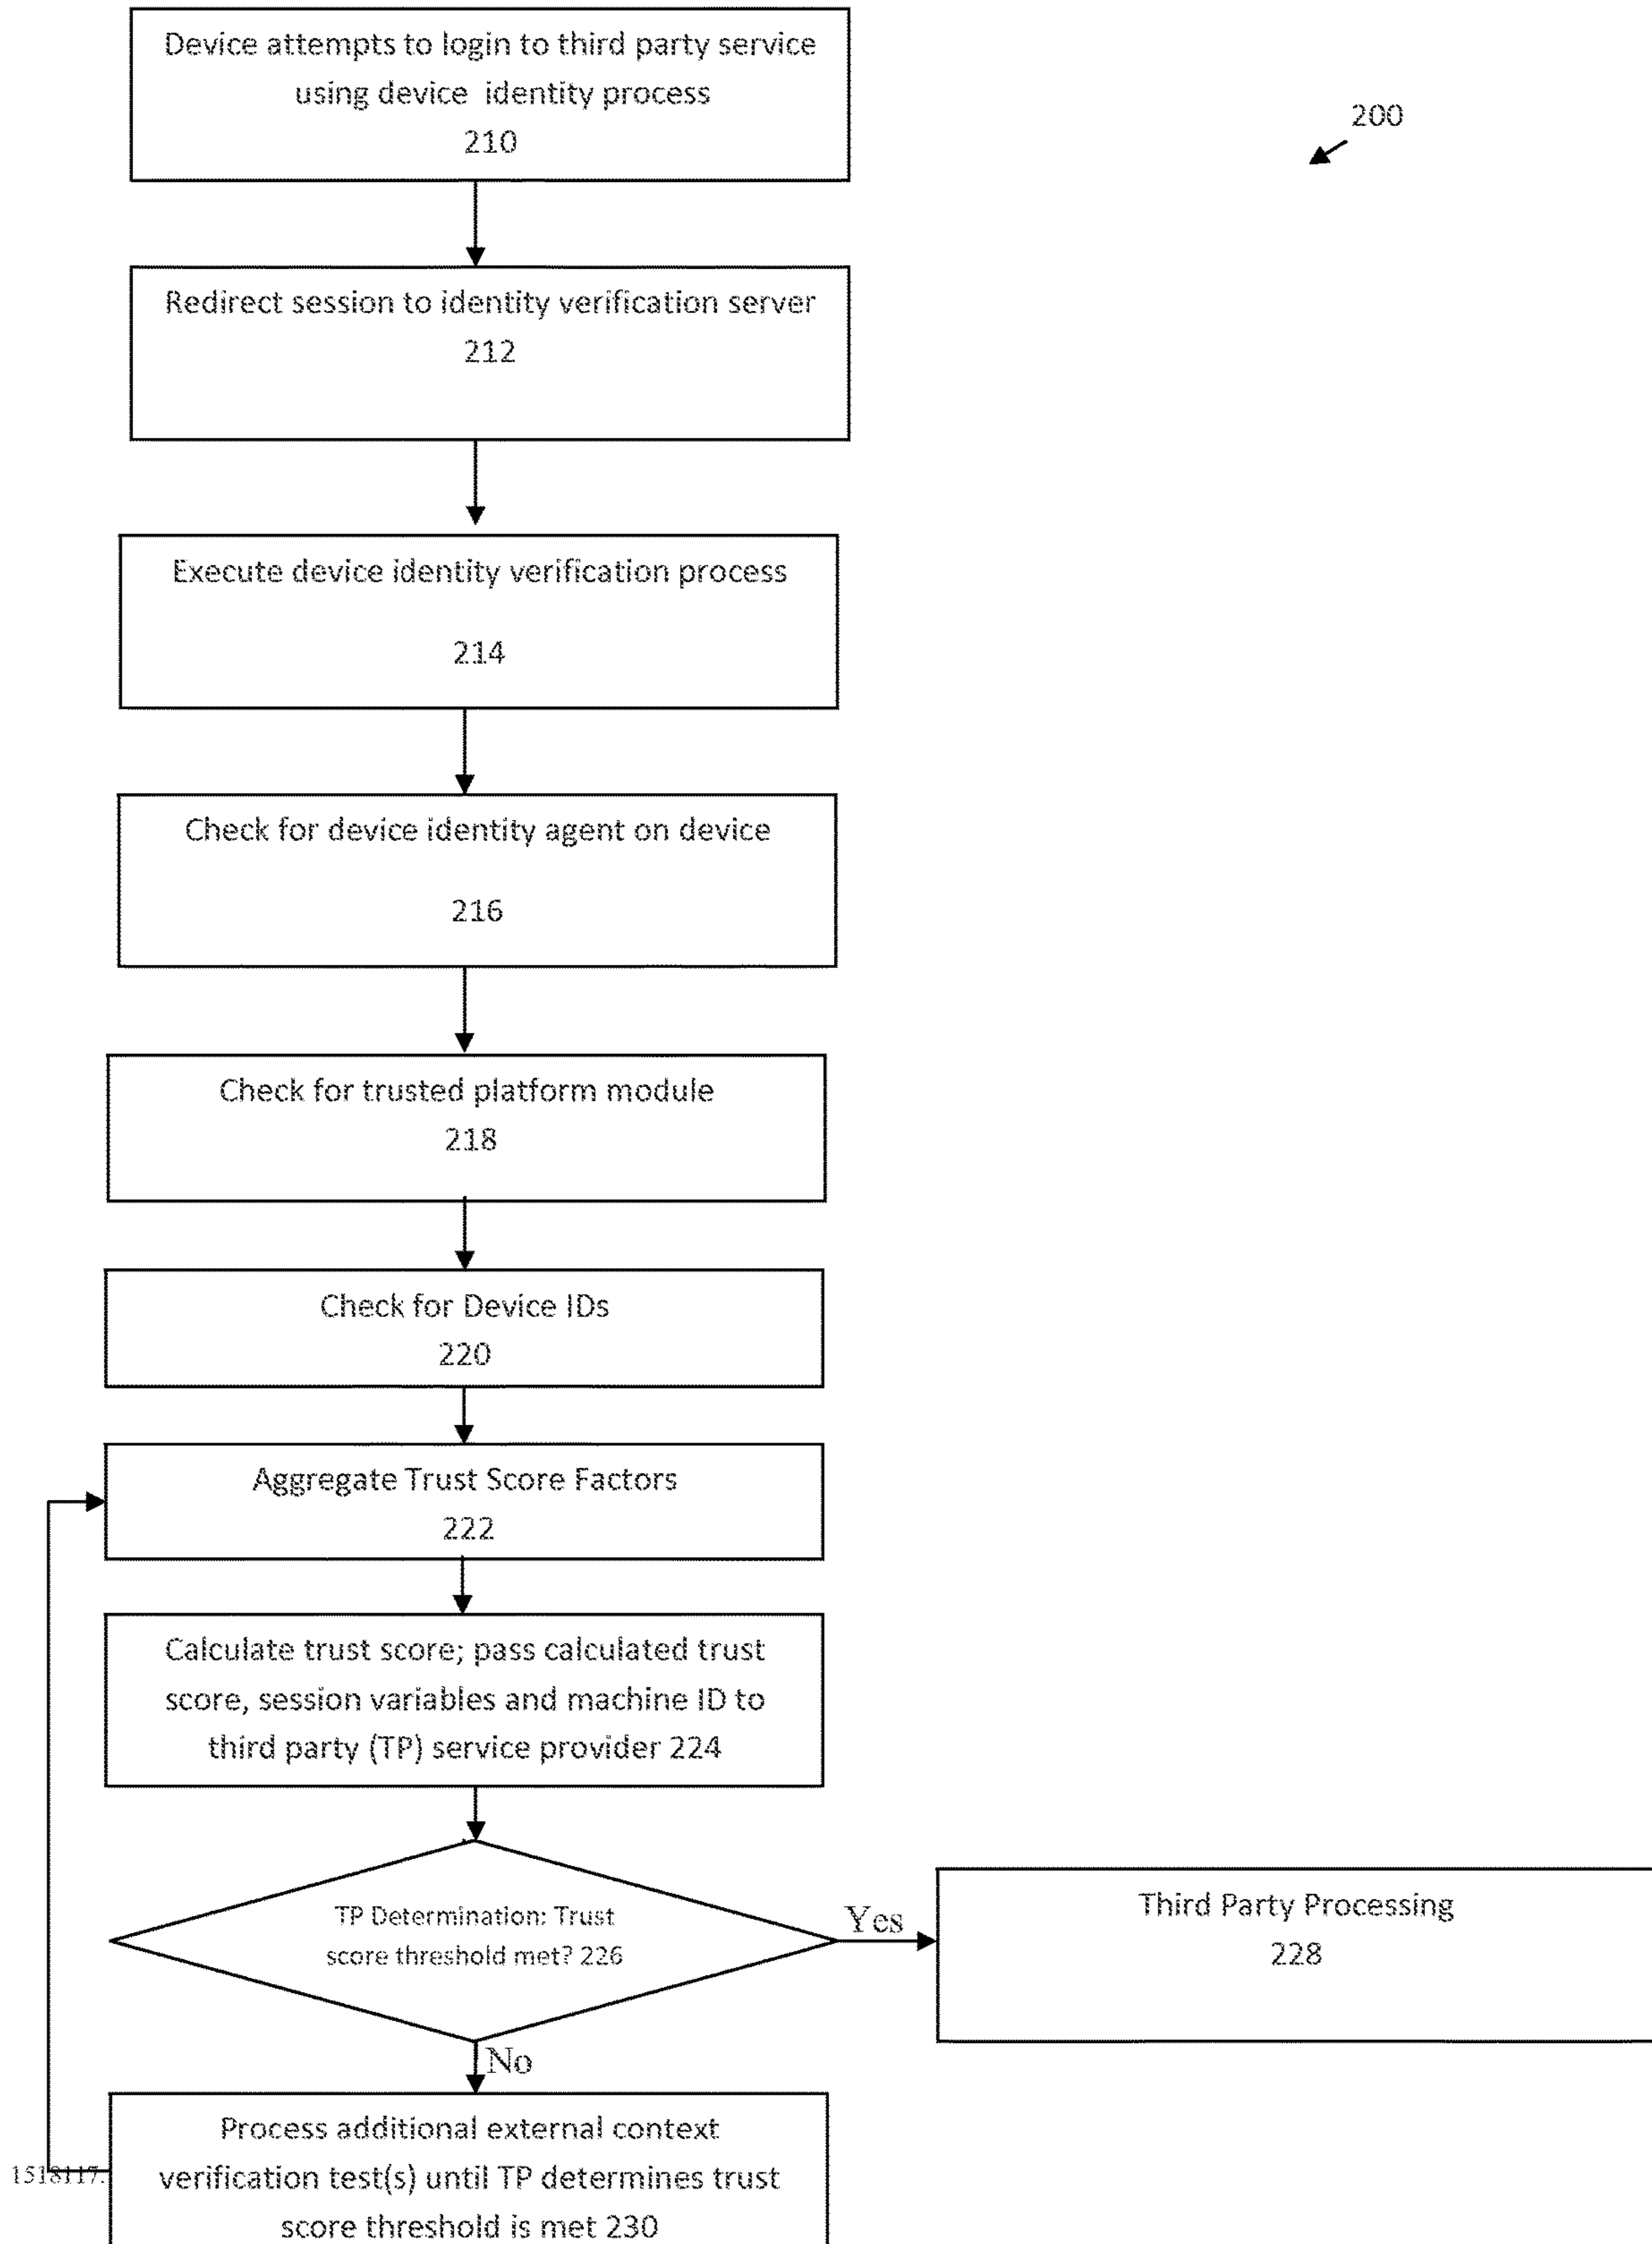 Device attempts to login to third party service
using device identity process
210
200
Redirect session to identity verification server
212
Execute device identity verification process
214
Check for device identity agent on device
216
Check for trusted platform module
218
Check for Device IDs
220
Aggregate Trust Score Factors
222
Calculate trust score; pass calculated trust
score, session variables and machine ID to
third party (TP) service provider 224
TP Determination: Trust
score threshold met? 226
Yes
Third Party Processing
228
No
Process additional external context
verification test(s) until TP determines trust
score threshold is met 230
1518117.